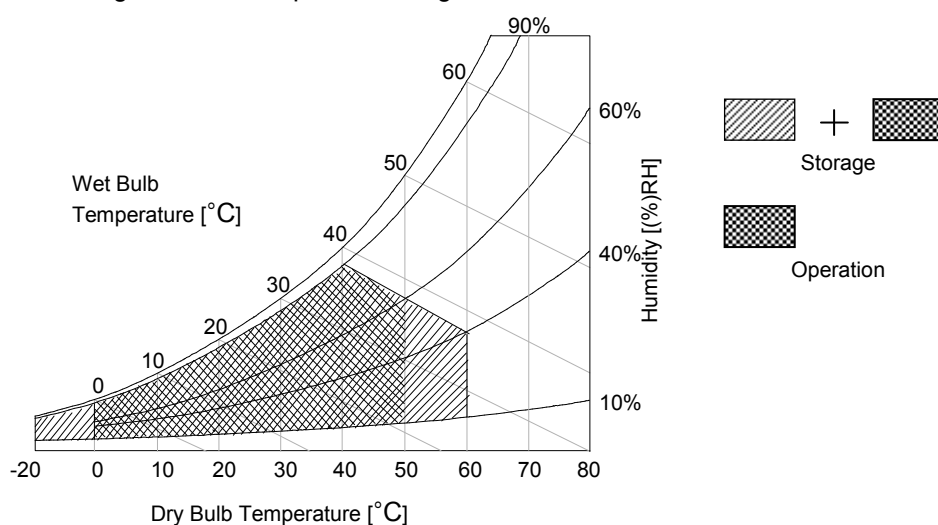 90%
60
60%
50
Wet Bulb
Temperature [°C]
40
40%
30
20
10
0
10%
Humidity [(%)RH]
-20 0 10 20 30 40 50 60 70 80
Dry Bulb Temperature [°C]
+
Storage
Operation